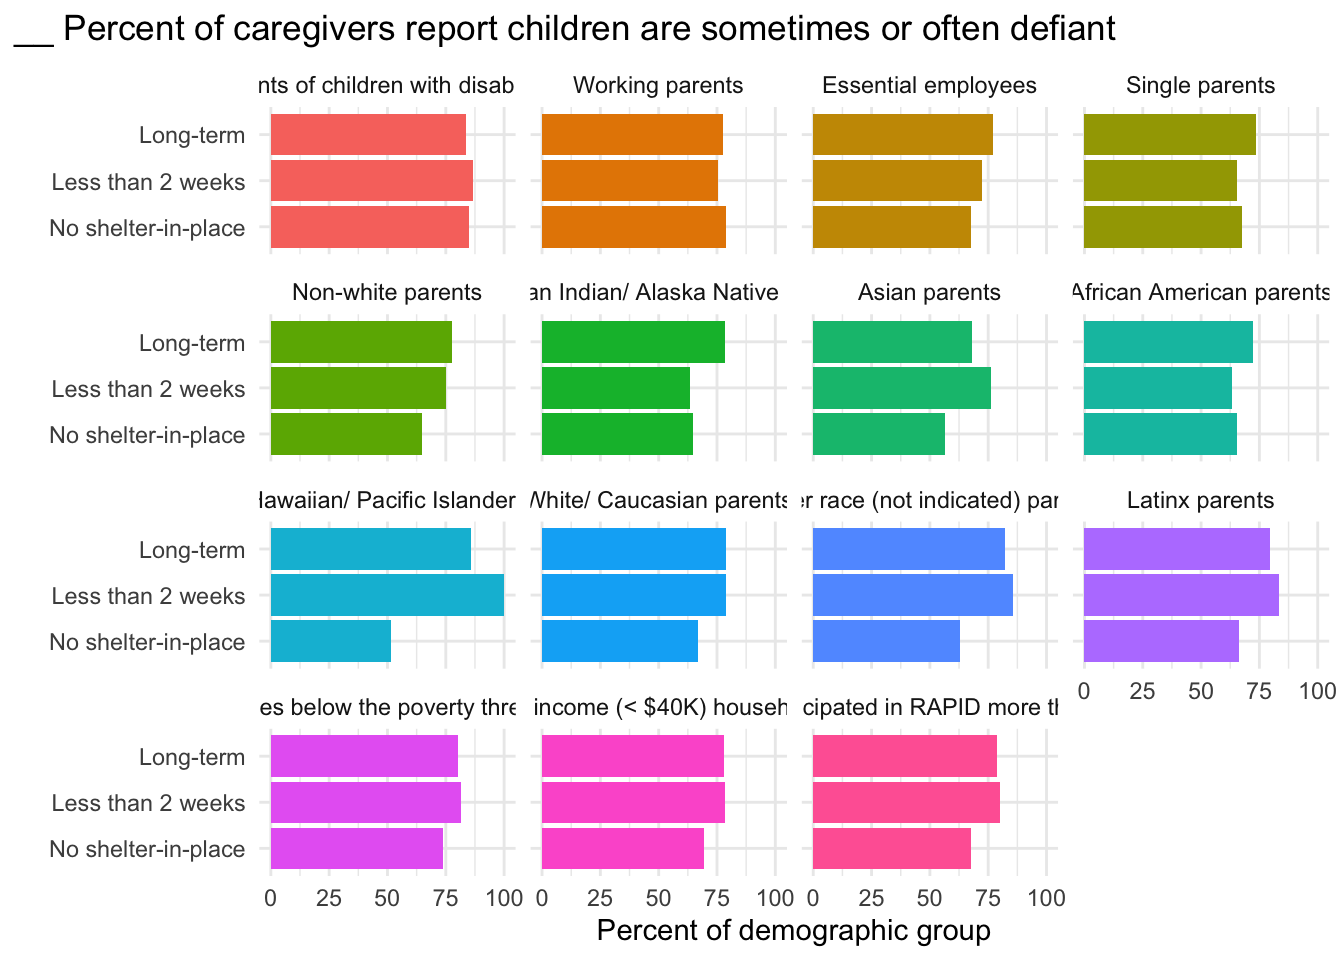 __ Percent of caregivers report children are sometimes or often defiant
nts of children with disab
Working parents
Essential employees
Single parents
Long-term
Less than 2 weeks
No shelter-in-place
Non-white parents
an Indian/ Alaska Native
Asian parents
African American parents
Long-term
Less than 2 weeks
No shelter-in-place
Hawaiian/ Pacific Islander
White/ Caucasian parents
er race (not indicated) par
Latinx parents
Long-term
Less than 2 weeks
No shelter-in-place
0 25 50 75 100
es below the poverty thre
income (< $40K) househ
cipated in RAPID more th
Long-term
Less than 2 weeks
No shelter-in-place
0 25 50 75 100
0 25 50 75 100
0 25 50 75 100
Percent of demographic group